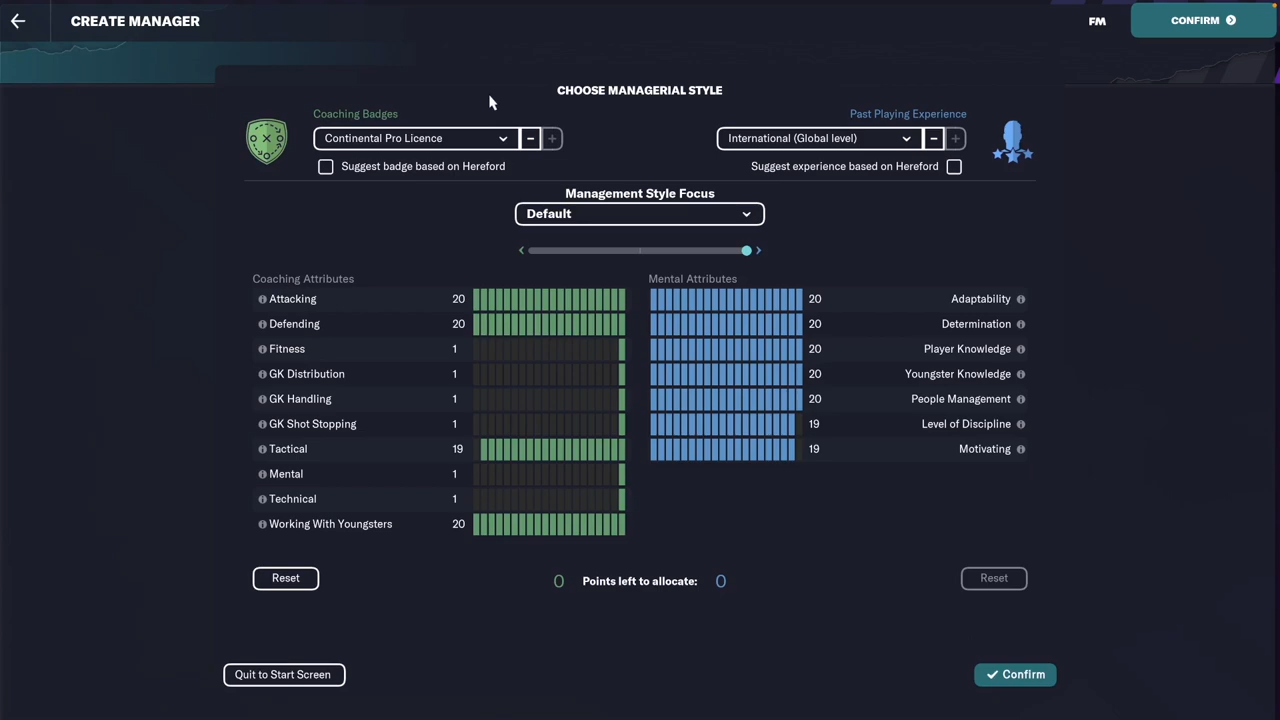 CREATE MANAGER
FM
CONFIRM
CHOOSE MANAGERIAL STYLE
Coaching Badges
Past Playing Experience
Continental Pro Licence
International (Global level)
Suggest badge based on Hereford
Suggest experience based on Hereford
Management Style Focus
Default
Coaching Attributes
Mental Attributes
Attacking 20
20 Adaptability
Defending 20
20 Determination
Fitness 1
20 Player Knowledge
GK Distribution 1
20 Youngster Knowledge
GK Handling 1
20 People Management
GK Shot Stopping 1
19 Level of Discipline
Tactical 19
19 Motivating
Mental 1
Technical 1
Working With Youngsters 20
Reset
0 Points left to allocate: 0
Reset
Quit to Start Screen
Confirm